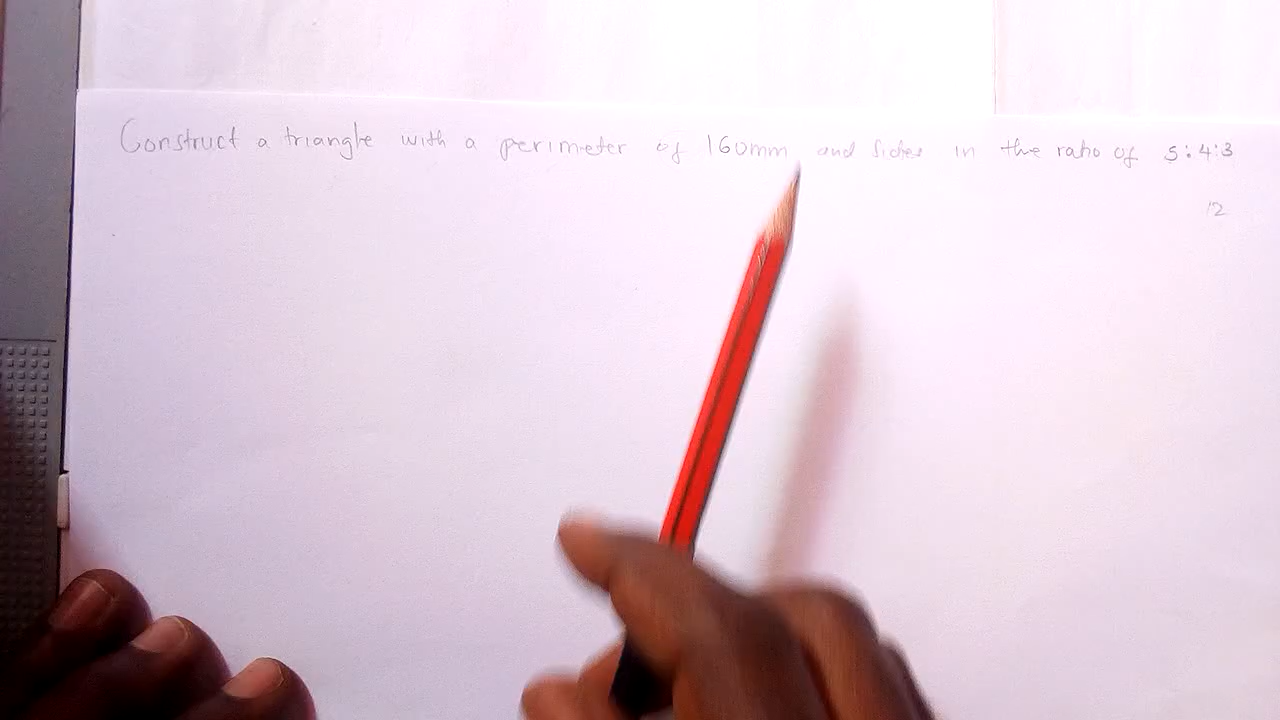 Construct a triangle with a perimeter of 160mm and sides in the ratio of 5:4:3
12